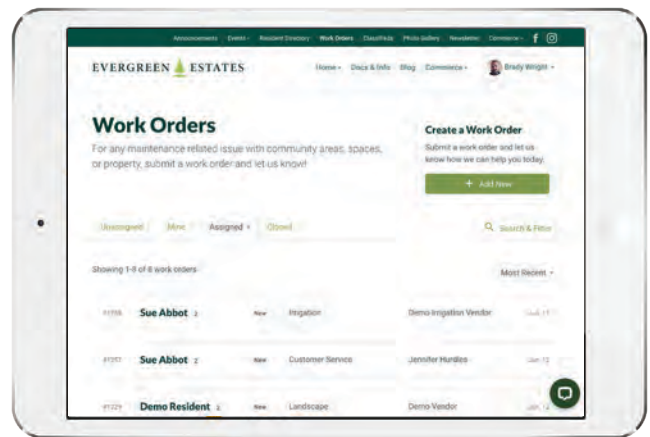 Announcements Events Resident Directory Work Orders Classifieds Photo Gallery Newsletter Commerce
EVERGREEN ESTATES
Home Docs & Info Blog Commerce Brady Wright
Work Orders
For any maintenance related issue with community areas, spaces,
or property, submit a work order and let us know!
Create a Work Order
Submit a work order and let us
know how we can help you today.
+ Add New
Unassigned Mine Assigned Closed
Search & Filter
Showing 1-8 of 8 work orders
Most Recent
Sue Abbot 2 New Irrigation Demo Irrigation Vendor
Sue Abbot 2 New Customer Service Jennifer Hurdles
Demo Resident New Landscape Demo Vendor